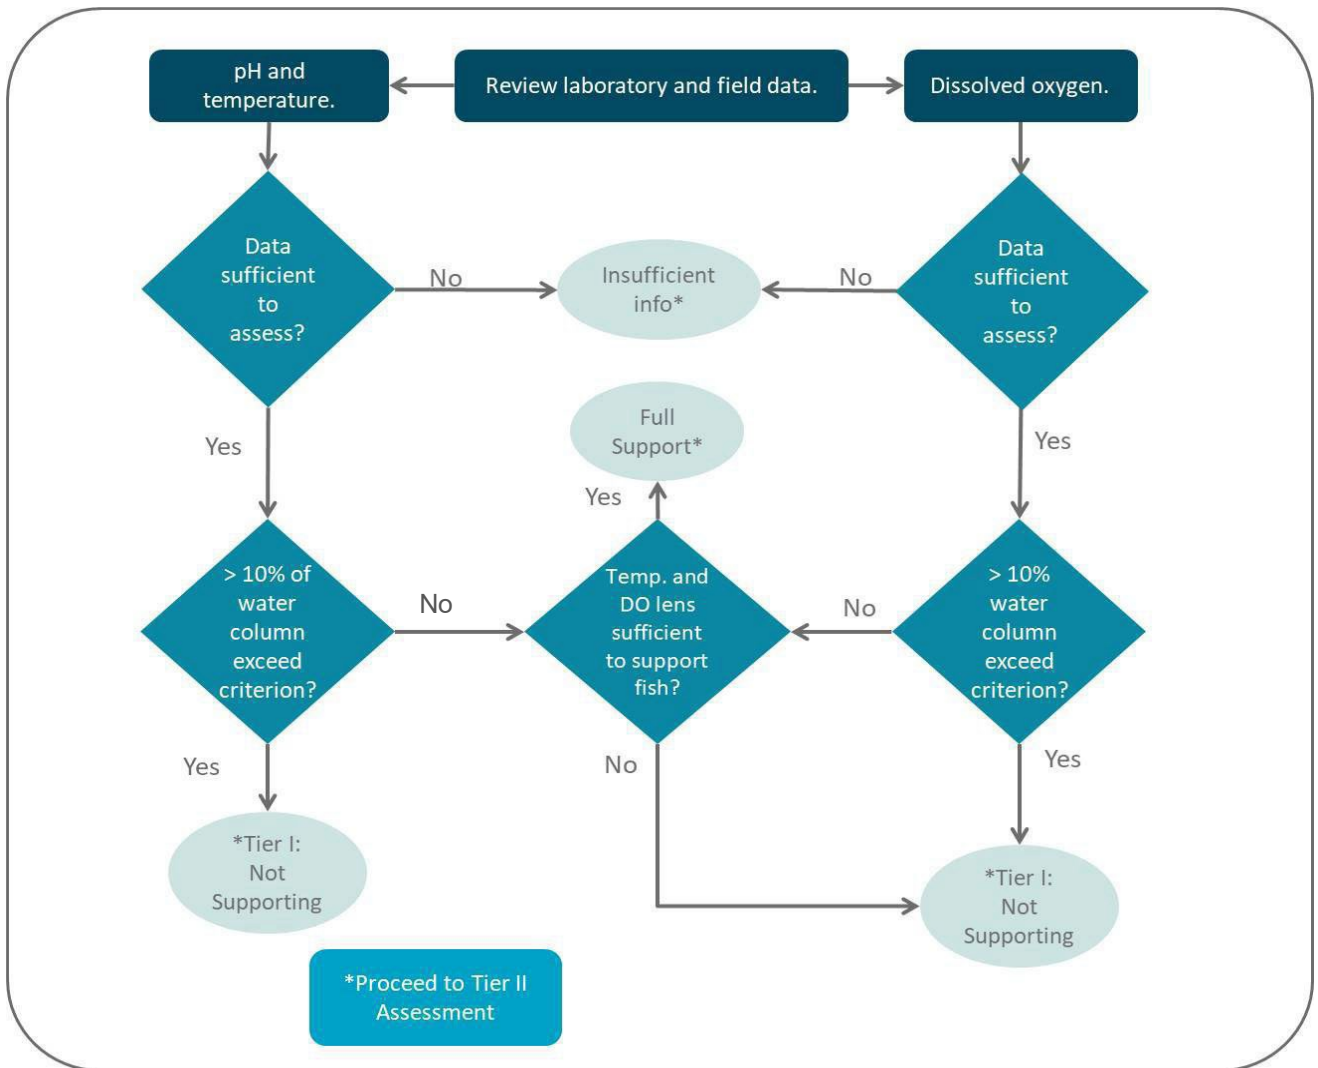 pH and
temperature.
Review laboratory and field data.
Dissolved oxygen.
Data
sufficient
to
assess?
No
Insufficient
info*
No
Data
sufficient
to
assess?
Yes
Full
Support*
Yes
Yes
> 10% of
water
column
exceed
criterion?
No
Temp. and
DO lens
sufficient
to support
fish?
No
> 10%
water
column
exceed
criterion?
Yes
No
Yes
*Tier I:
Not
Supporting
*Tier I:
Not
Supporting
*Proceed to Tier II
Assessment